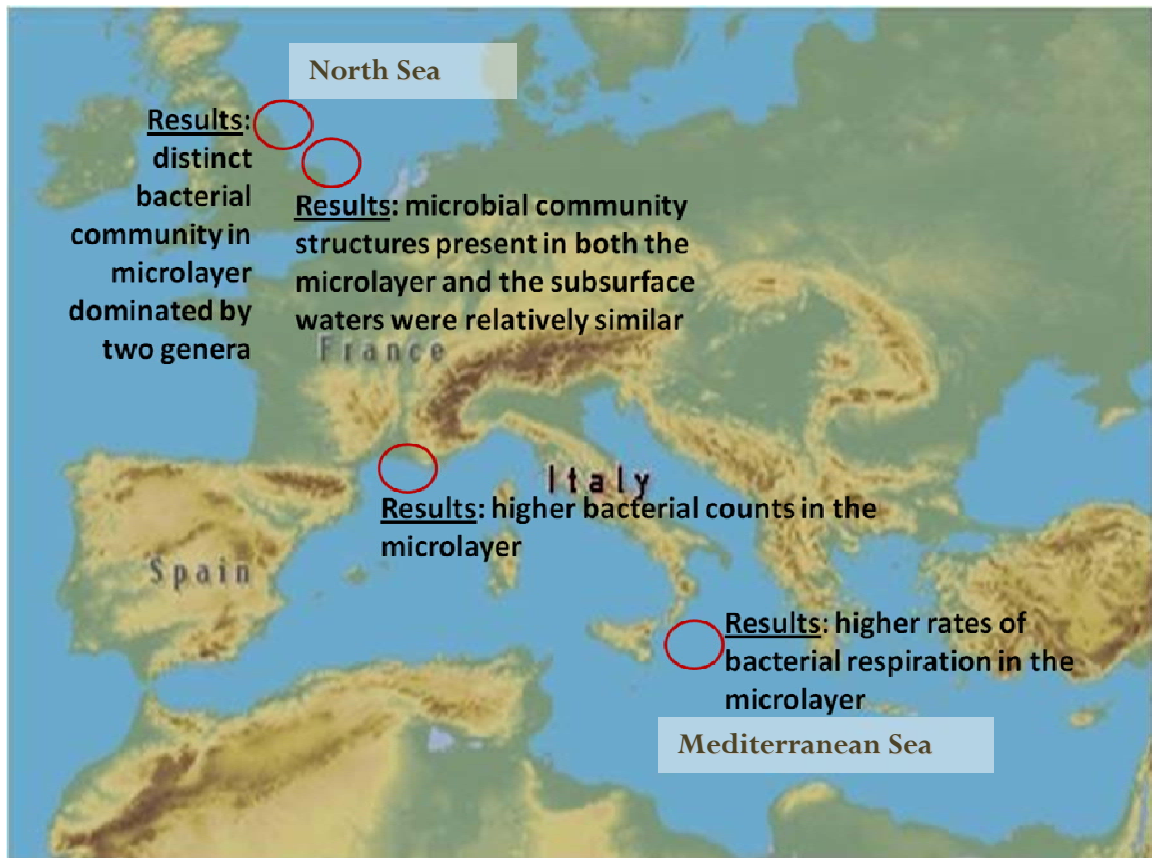 North Sea
Results:
distinct
bacterial
community in
microlayer
dominated by
two genera
Results: microbial community
structures present in both the
microlayer and the subsurface
waters were relatively similar
France
Italy
Results: higher bacterial counts in the
microlayer
Spain
Results: higher rates of
bacterial respiration in the
microlayer
Mediterranean Sea